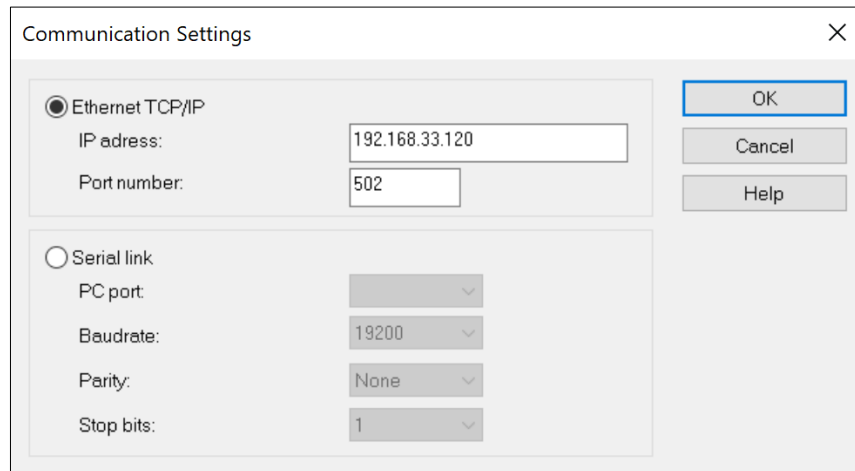 Communication Settings
Ethernet TCP/IP
IP adress: 192.168.33.120
Port number: 502
OK
Cancel
Help
Serial link
PC port:
Baudrate: 19200
Parity: None
Stop bits: 1